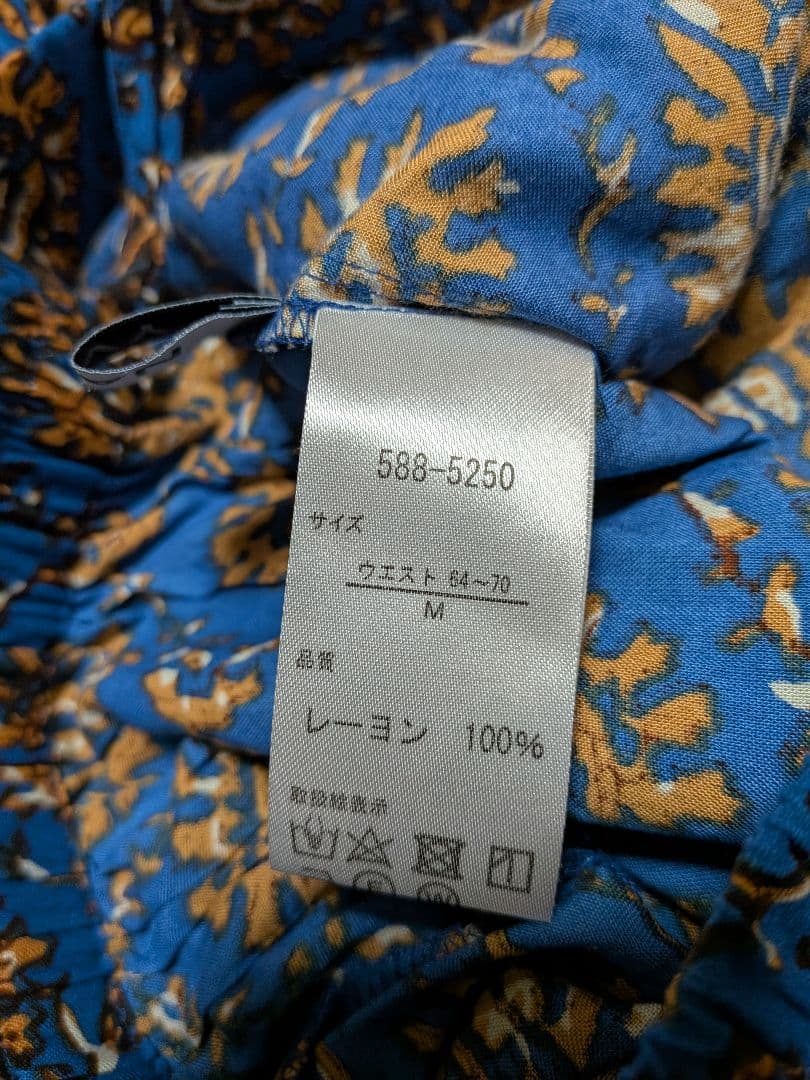 588-5250
サイズ
ウエスト 64～70
M
品質
レーヨン 100%
取扱絵表示